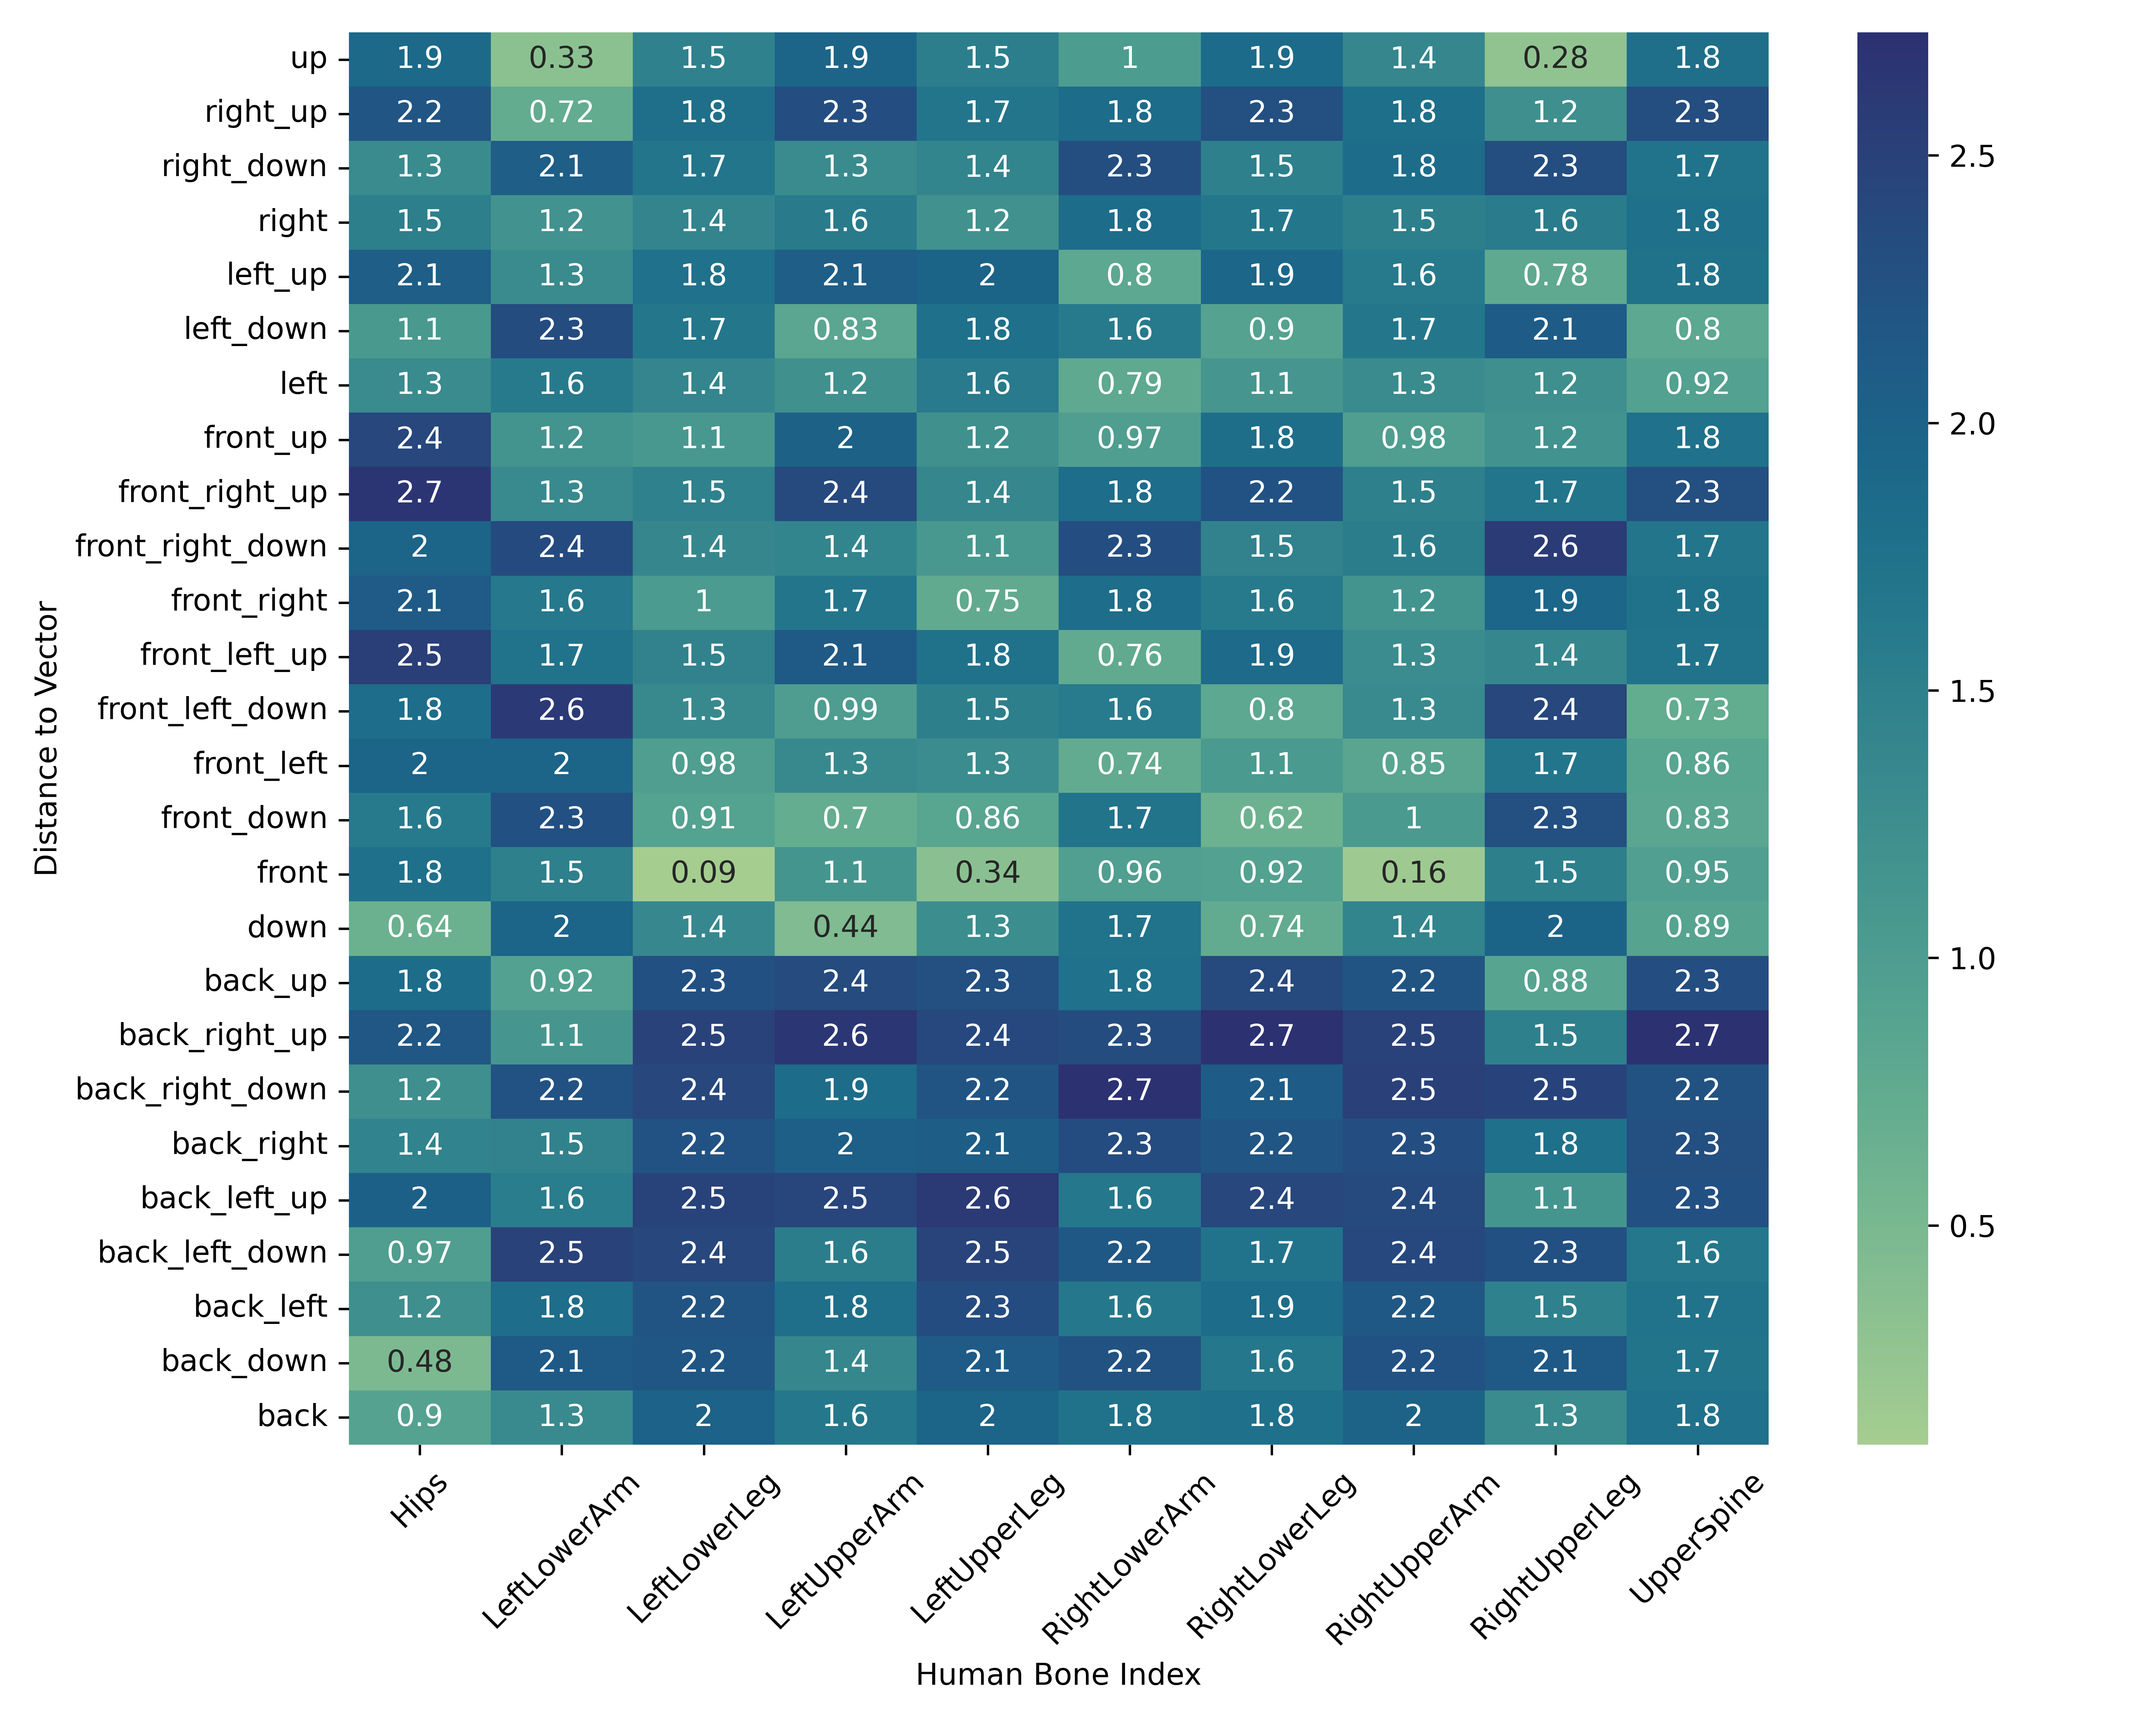 up 1.9 0.33 1.5 1.9 1.5 1 1.9 1.4 0.28 1.8
right_up 2.2 0.72 1.8 2.3 1.7 1.8 2.3 1.8 1.2 2.3
right_down 1.3 2.1 1.7 1.3 1.4 2.3 1.5 1.8 2.3 1.7
right 1.5 1.2 1.4 1.6 1.2 1.8 1.7 1.5 1.6 1.8
left_up 2.1 1.3 1.8 2.1 2 0.8 1.9 1.6 0.78 1.8
left_down 1.1 2.3 1.7 0.83 1.8 1.6 0.9 1.7 2.1 0.8
left 1.3 1.6 1.4 1.2 1.6 0.79 1.1 1.3 1.2 0.92
front_up 2.4 1.2 1.1 2 1.2 0.97 1.8 0.98 1.2 1.8
front_right_up 2.7 1.3 1.5 2.4 1.4 1.8 2.2 1.5 1.7 2.3
front_right_down 2 2.4 1.4 1.4 1.1 2.3 1.5 1.6 2.6 1.7
front_right 2.1 1.6 1 1.7 0.75 1.8 1.6 1.2 1.9 1.8
front_left_up 2.5 1.7 1.5 2.1 1.8 0.76 1.9 1.3 1.4 1.7
front_left_down 1.8 2.6 1.3 0.99 1.5 1.6 0.8 1.3 2.4 0.73
front_left 2 2 0.98 1.3 1.3 0.74 1.1 0.85 1.7 0.86
front_down 1.6 2.3 0.91 0.7 0.86 1.7 0.62 1 2.3 0.83
front 1.8 1.5 0.09 1.1 0.34 0.96 0.92 0.16 1.5 0.95
down 0.64 2 1.4 0.44 1.3 1.7 0.74 1.4 2 0.89
back_up 1.8 0.92 2.3 2.4 2.3 1.8 2.4 2.2 0.88 2.3
back_right_up 2.2 1.1 2.5 2.6 2.4 2.3 2.7 2.5 1.5 2.7
back_right_down 1.2 2.2 2.4 1.9 2.2 2.7 2.1 2.5 2.5 2.2
back_right 1.4 1.5 2.2 2 2.1 2.3 2.2 2.3 1.8 2.3
back_left_up 2 1.6 2.5 2.5 2.6 1.6 2.4 2.4 1.1 2.3
back_left_down 0.97 2.5 2.4 1.6 2.5 2.2 1.7 2.4 2.3 1.6
back_left 1.2 1.8 2.2 1.8 2.3 1.6 1.9 2.2 1.5 1.7
back_down 0.48 2.1 2.2 1.4 2.1 2.2 1.6 2.2 2.1 1.7
back 0.9 1.3 2 1.6 2 1.8 1.8 2 1.3 1.8
Hips LeftLowerArm LeftLowerLeg LeftUpperArm LeftUpperLeg RightLowerArm RightLowerLeg RightUpperArm RightUpperLeg UpperSpine
Human Bone Index
Distance to Vector
2.5
2.0
1.5
1.0
0.5